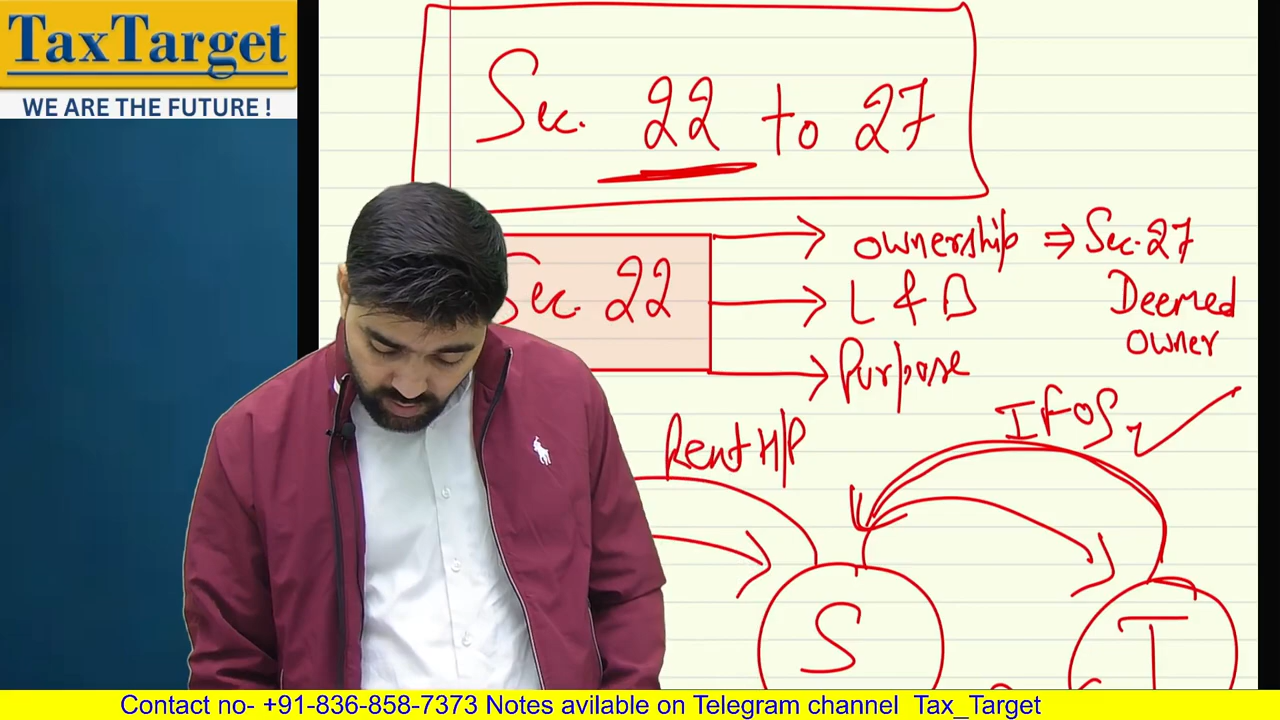 TaxTarget
WE ARE THE FUTURE !
Sec. 22 to 27
Sec. 22
ownership ⇒ Sec. 27
L & B
Deemed
owner
Purpose
Rent H/P
IFOS
S
T
Contact no- +91-836-858-7373 Notes avilable on Telegram channel Tax_Target